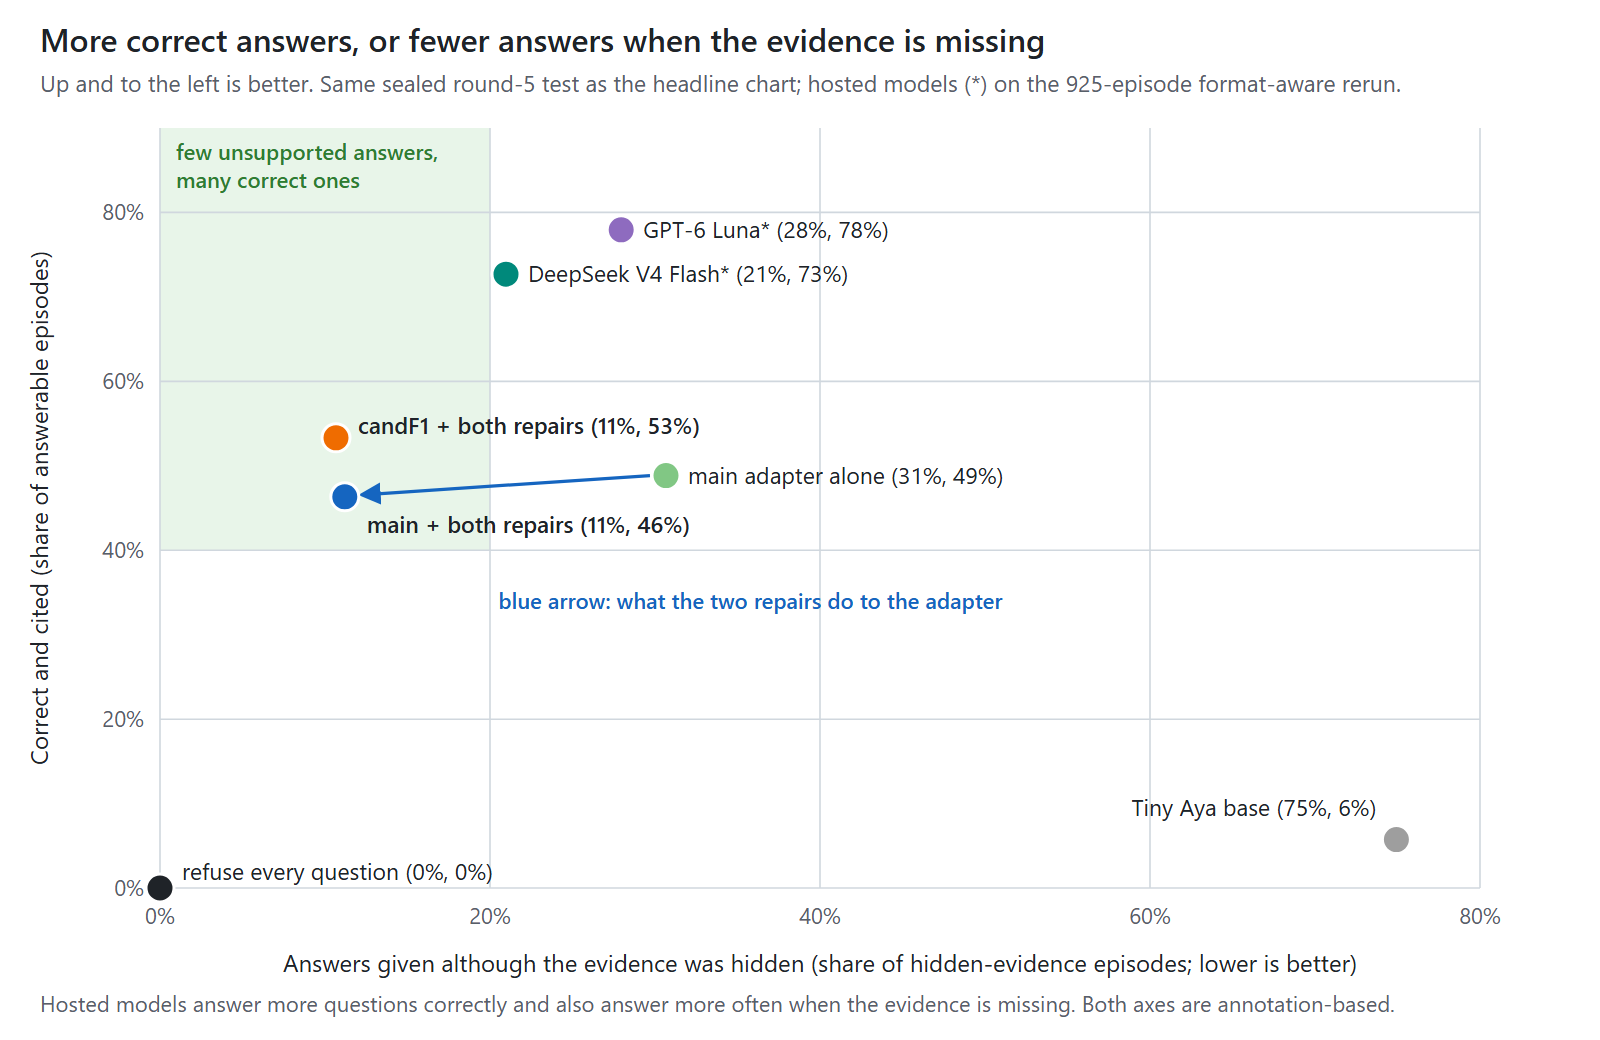 More correct answers, or fewer answers when the evidence is missing
Up and to the left is better. Same sealed round-5 test as the headline chart; hosted models (*) on the 925-episode format-aware rerun.
few unsupported answers,
many correct ones
80%
GPT-6 Luna* (28%, 78%)
DeepSeek V4 Flash* (21%, 73%)
60%
candF1 + both repairs (11%, 53%)
main adapter alone (31%, 49%)
main + both repairs (11%, 46%)
40%
blue arrow: what the two repairs do to the adapter
Correct and cited (share of answerable episodes)
20%
Tiny Aya base (75%, 6%)
refuse every question (0%, 0%)
0%
0% 20% 40% 60% 80%
Answers given although the evidence was hidden (share of hidden-evidence episodes; lower is better)
Hosted models answer more questions correctly and also answer more often when the evidence is missing. Both axes are annotation-based.